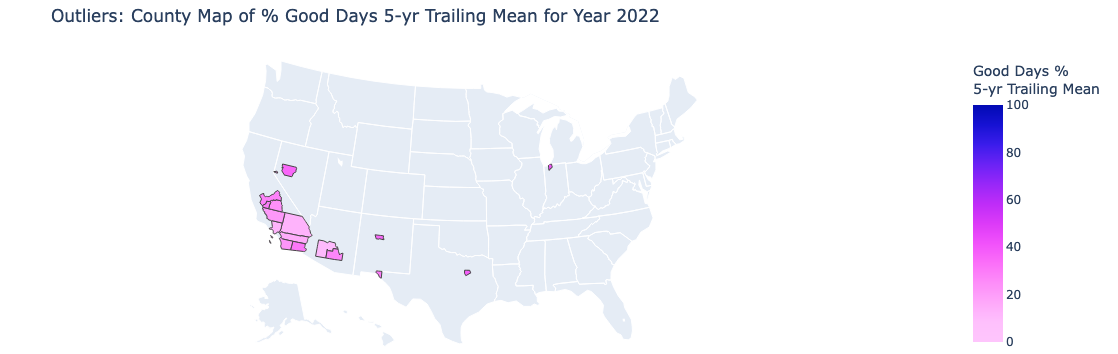 Outliers: County Map of % Good Days 5-yr Trailing Mean for Year 2022
Good Days %
5-yr Trailing Mean
100
80
60
40
20
0